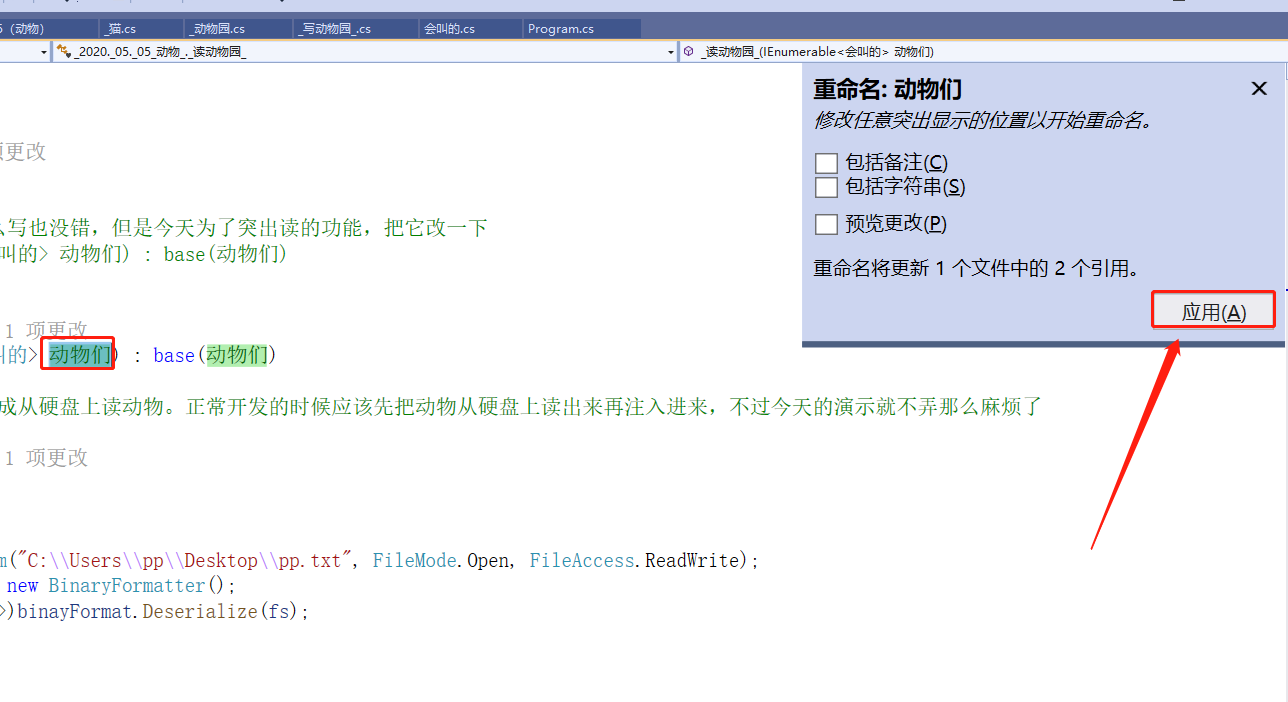 5（动物） _猫.cs _动物园.cs _写动物园_.cs 会叫的.cs Program.cs
_2020._05._05_动物_._读动物园_ _读动物园_(IEnumerable<会叫的> 动物们)
重命名: 动物们
修改任意突出显示的位置以开始重命名。
项更改
包括备注(C)
包括字符串(S)
预览更改(P)
写也没错，但是今天为了突出读的功能，把它改一下
叫的> 动物们) : base(动物们)
重命名将更新 1 个文件中的 2 个引用。
应用(A)
1 项更改
叫的> 动物们) : base(动物们)
成从硬盘上读动物。正常开发的时候应该先把动物从硬盘上读出来再注入进来，不过今天的演示就不弄那么麻烦了
1 项更改
m("C:\\Users\\pp\\Desktop\\pp.txt", FileMode.Open, FileAccess.ReadWrite);
new BinaryFormatter();
>)binayFormat.Deserialize(fs);